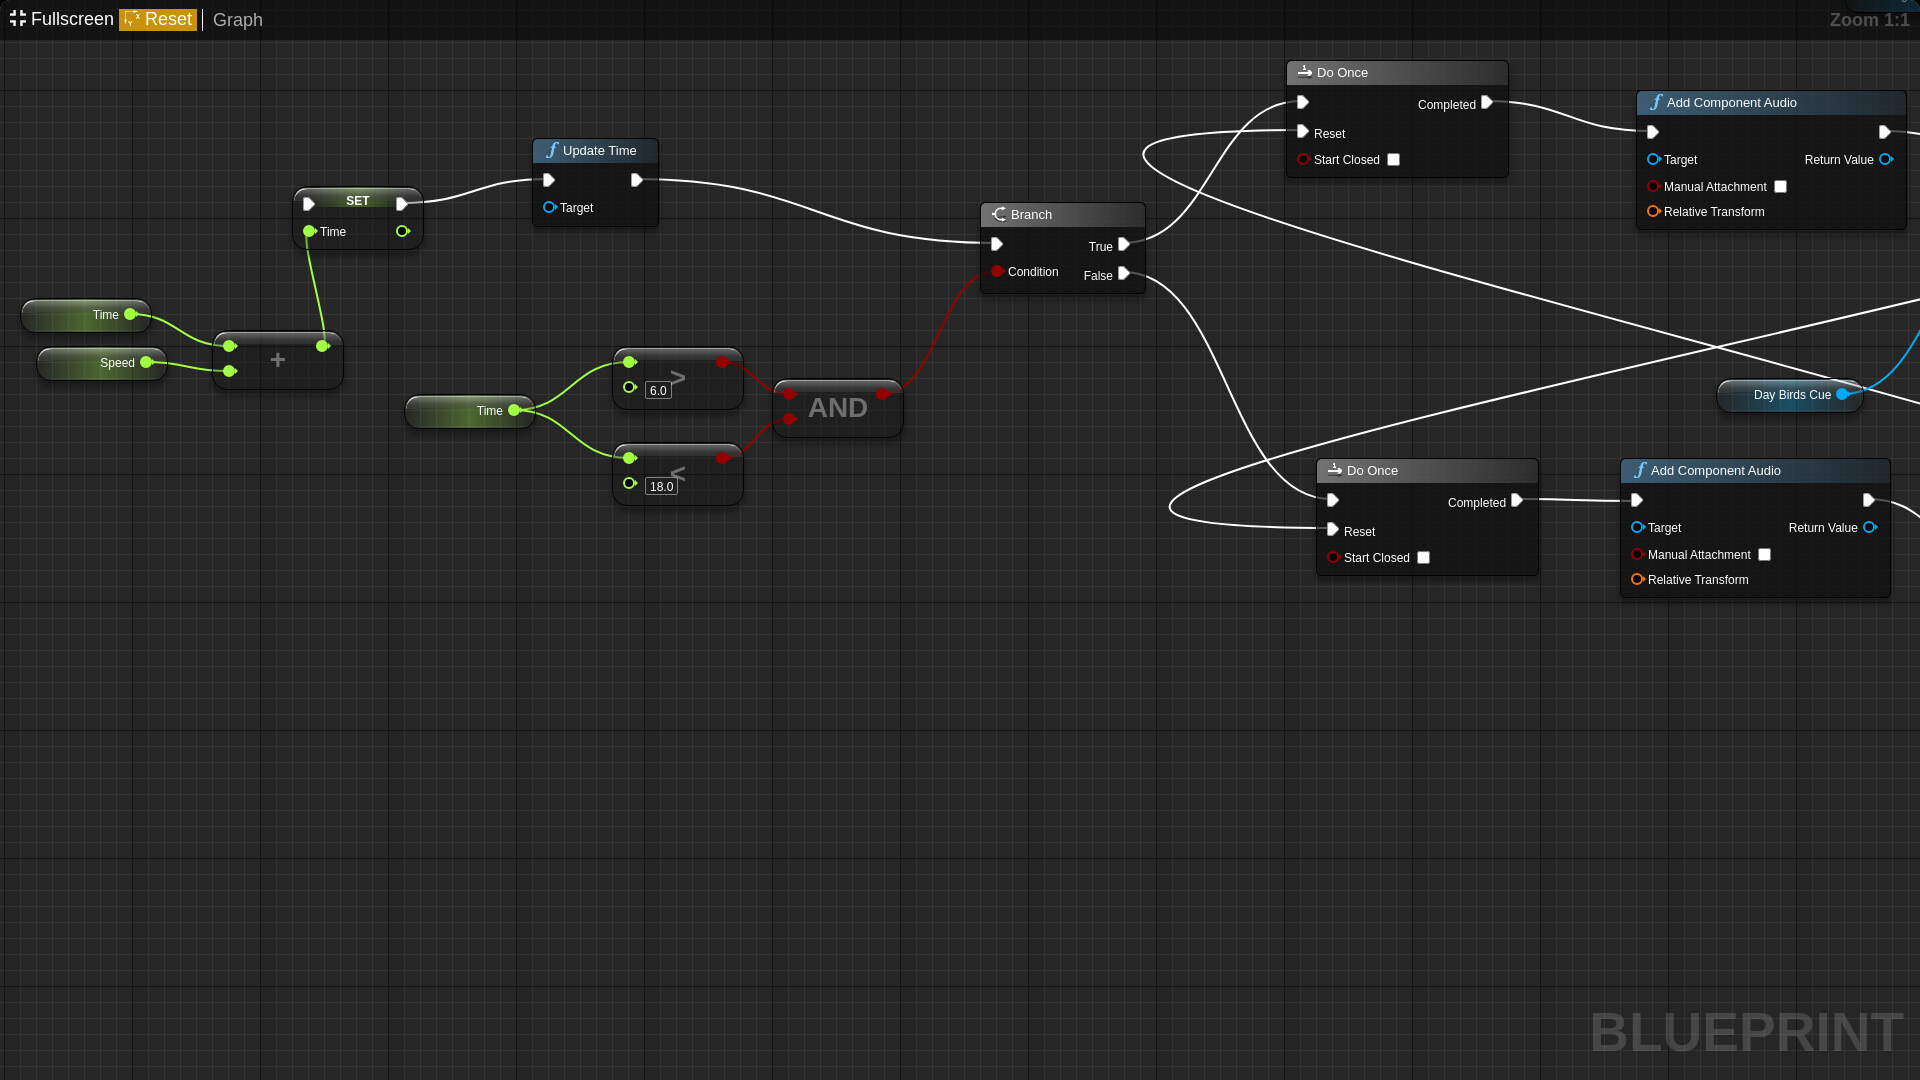 Fullscreen Reset Graph
Zoom 1:1
Do Once
Completed
Reset
Start Closed
Add Component Audio
Target
Return Value
Manual Attachment
Relative Transform
Update Time
Target
SET
Time
Branch
True
Condition
False
Time
Speed
+
Time
>
6.0
<
18.0
AND
Day Birds Cue
Do Once
Completed
Reset
Start Closed
Add Component Audio
Target
Return Value
Manual Attachment
Relative Transform
BLUEPRINT